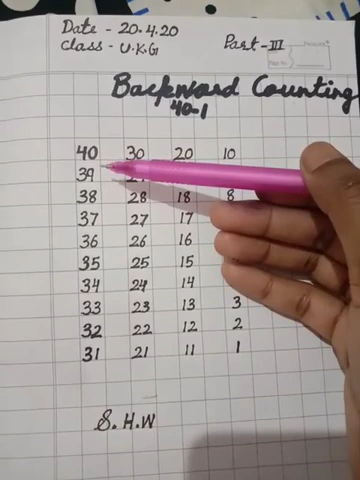 Date - 20.4.20
Class - U.K.G
Part - III
Backward Counting
40-1
40 30 20 10
39
38 28 18 8
37 27 17
36 26 16
35 25 15
34 24 14
33 23 13 3
32 22 12 2
31 21 11 1
S.H.W